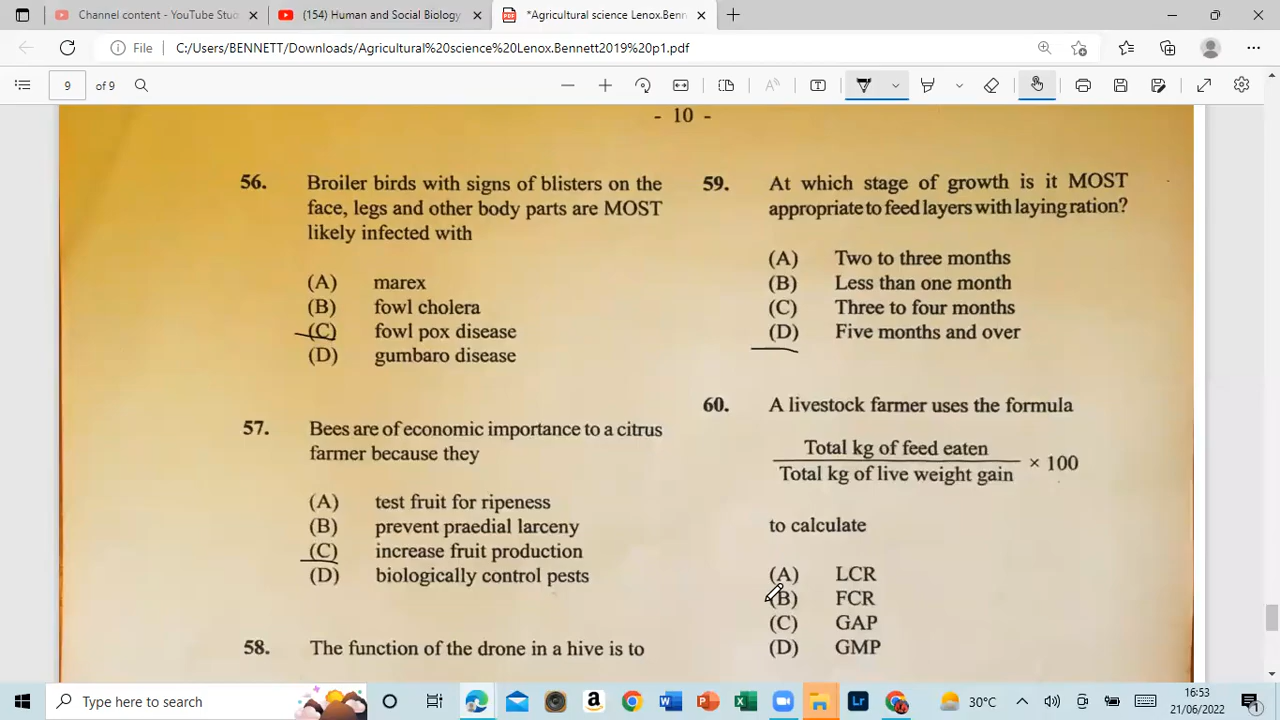 Content - YouTube Stud
(154) Human and Social Biology
*Agricultural science Lenox.Benn
File
C:/Users/BENNETT/Downloads/Agricultural%20science%20Lenox.Bennett2019%20p1.pdf
9
of 9
- 10 -
56. Broiler birds with signs of blisters on the
face, legs and other body parts are MOST
likely infected with
(A) marex
(B) fowl cholera
(C) fowl pox disease
(D) gumbaro disease
57. Bees are of economic importance to a citrus
farmer because they
(A) test fruit for ripeness
(B) prevent praedial larceny
(C) increase fruit production
(D) biologically control pests
58. The function of the drone in a hive is to
59. At which stage of growth is it MOST
appropriate to feed layers with laying ration?
(A) Two to three months
(B) Less than one month
(C) Three to four months
(D) Five months and over
60. A livestock farmer uses the formula
Total kg of feed eaten
Total kg of live weight gain
× 100
to calculate
(A) LCR
(B) FCR
(C) GAP
(D) GMP
Type here to search
30°C
16:53
21/06/2022